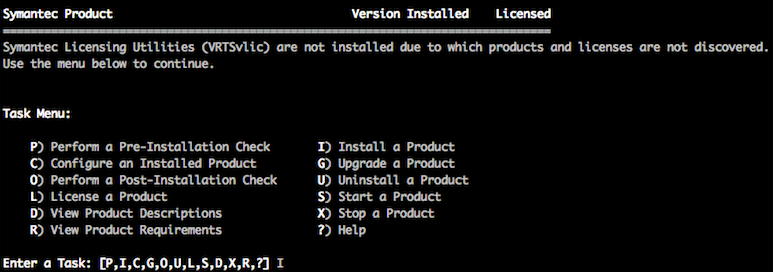 Symantec Product Version Installed Licensed
================================================================================
Symantec Licensing Utilities (VRTSvlic) are not installed due to which products and licenses are not discovered.
Use the menu below to continue.
Task Menu:
P) Perform a Pre-Installation Check I) Install a Product
C) Configure an Installed Product G) Upgrade a Product
O) Perform a Post-Installation Check U) Uninstall a Product
L) License a Product S) Start a Product
D) View Product Descriptions X) Stop a Product
R) View Product Requirements ?) Help
Enter a Task: [P,I,C,G,O,U,L,S,D,X,R,?] I